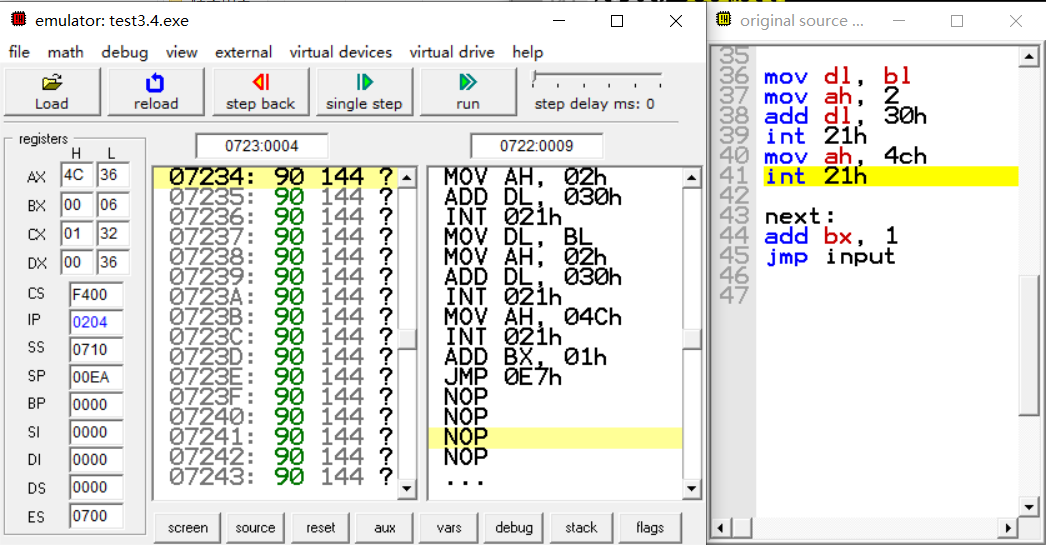 emulator: test3.4.exe
file math debug view external virtual devices virtual drive help
Load reload step back single step run step delay ms: 0
registers
H L
AX 4C 36
BX 00 06
CX 01 32
DX 00 36
CS F400
IP 0204
SS 0710
SP 00EA
BP 0000
SI 0000
DI 0000
DS 0000
ES 0700
0723:0004
07234: 90 144 ?
07235: 90 144 ?
07236: 90 144 ?
07237: 90 144 ?
07238: 90 144 ?
07239: 90 144 ?
0723A: 90 144 ?
0723B: 90 144 ?
0723C: 90 144 ?
0723D: 90 144 ?
0723E: 90 144 ?
0723F: 90 144 ?
07240: 90 144 ?
07241: 90 144 ?
07242: 90 144 ?
07243: 90 144 ?
0722:0009
MOV AH, 02h
ADD DL, 030h
INT 021h
MOV DL, BL
MOV AH, 02h
ADD DL, 030h
INT 021h
MOV AH, 04Ch
INT 021h
ADD BX, 01h
JMP 0E7h
NOP
NOP
NOP
NOP
...
screen source reset aux vars debug stack flags
original source ...
35
36 mov dl, bl
37 mov ah, 2
38 add dl, 30h
39 int 21h
40 mov ah, 4ch
41 int 21h
42
43 next:
44 add bx, 1
45 jmp input
46
47